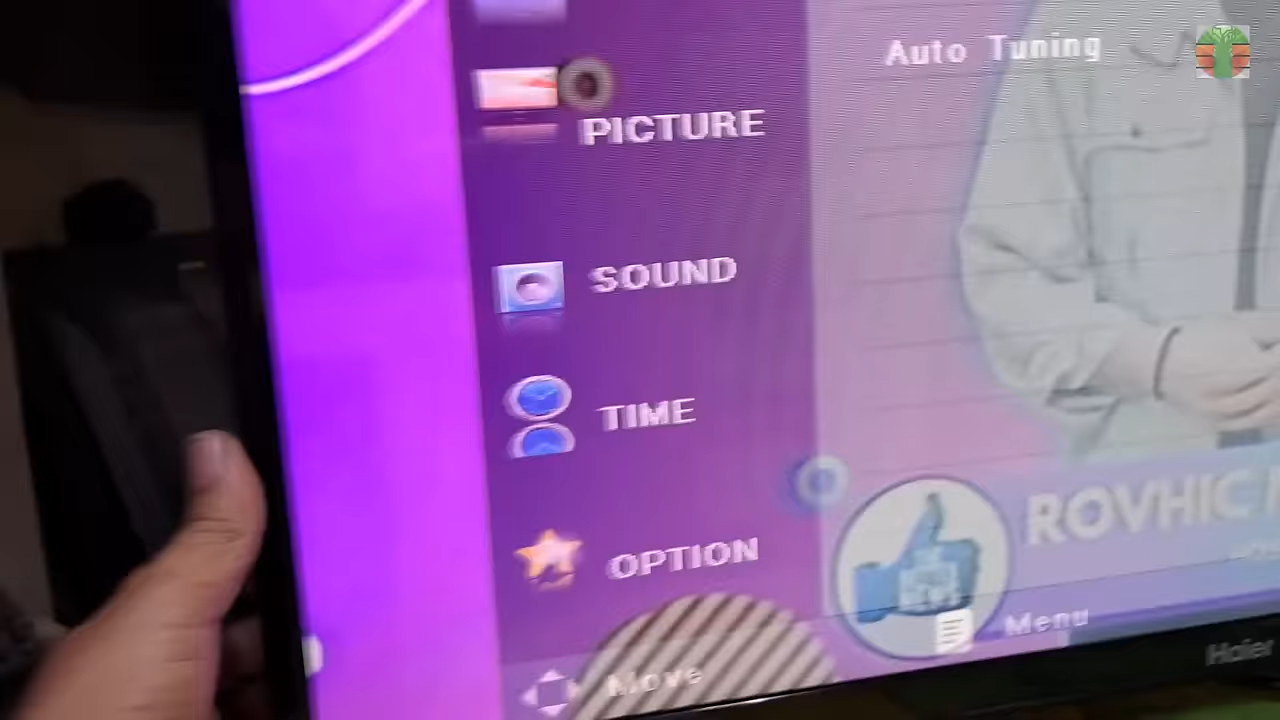 Auto Tuning
PICTURE
SOUND
TIME
OPTION
ROVHIC
Menu
Move
Haier